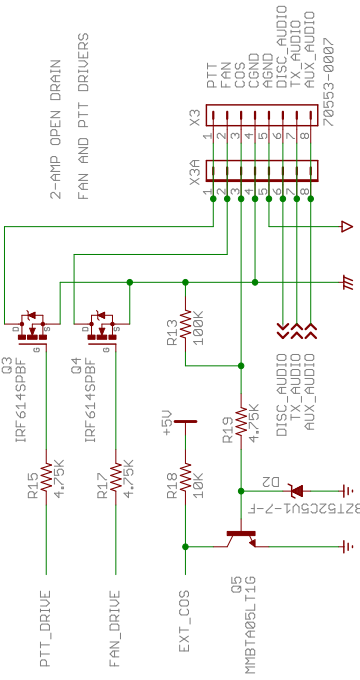 2-AMP OPEN DRAIN
FAN AND PTT DRIVERS
PTT
FAN
COS
CGND
AGND
DISC_AUDIO
TX_AUDIO
AUX_AUDIO
X3
1
2
3
4
5
6
7
8
70553-0007
X3A
1
2
3
4
5
6
7
8
D
S
G
Q3
IRF614SPBF
D
S
G
Q4
IRF614SPBF
R13
100K
DISC_AUDIO
TX_AUDIO
AUX_AUDIO
+5V
R19
4.75K
R15
4.75K
R17
4.75K
R18
10K
D2
BZT52C5V1-7-F
Q5
MMBTA05LT1G
PTT_DRIVE
FAN_DRIVE
EXT_COS